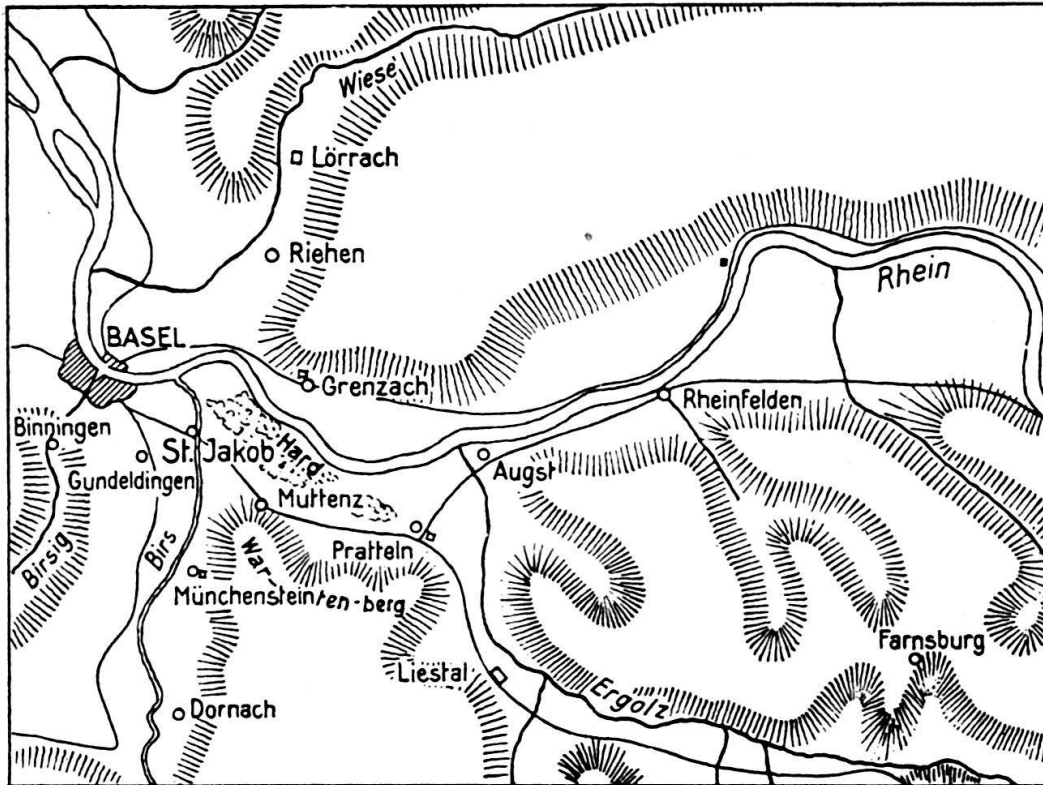 Wiese
Lörrach
Riehen
Rhein
BASEL
Grenzach
Rheinfelden
Binningen
St. Jakob
Hard
Gundeldingen
Augst
Muttenz
Birsig
Birs
Pratteln
War-
ten-berg
Münchenstein
Farnsburg
Liestal
Ergolz
Dornach